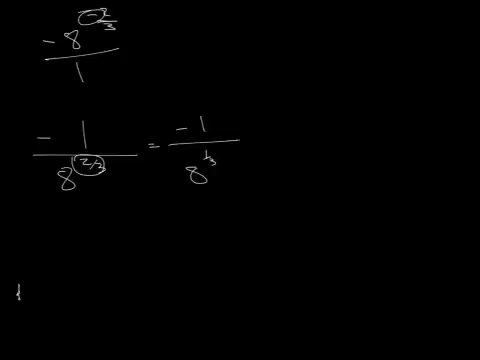 - 8^{-2/3}
1
- 1 = - 1
8^{2/3} 8^{1/3}